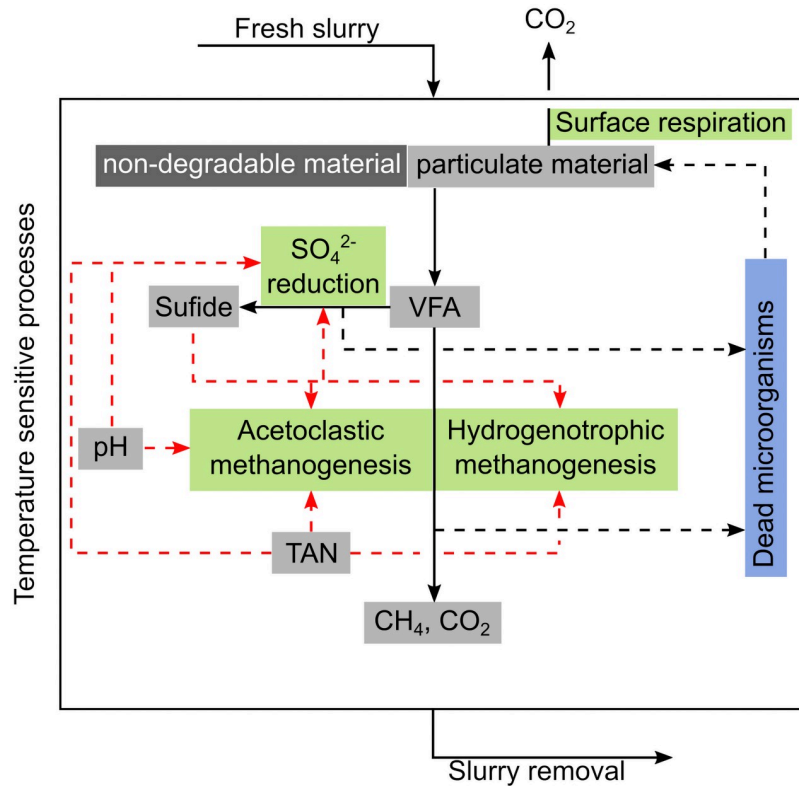 Fresh slurry
CO₂
Surface respiration
non-degradable material
particulate material
SO₄²⁻
reduction
Sufide
VFA
Temperature sensitive processes
Dead microorganisms
pH
Acetoclastic
methanogenesis
Hydrogenotrophic
methanogenesis
TAN
CH₄, CO₂
Slurry removal